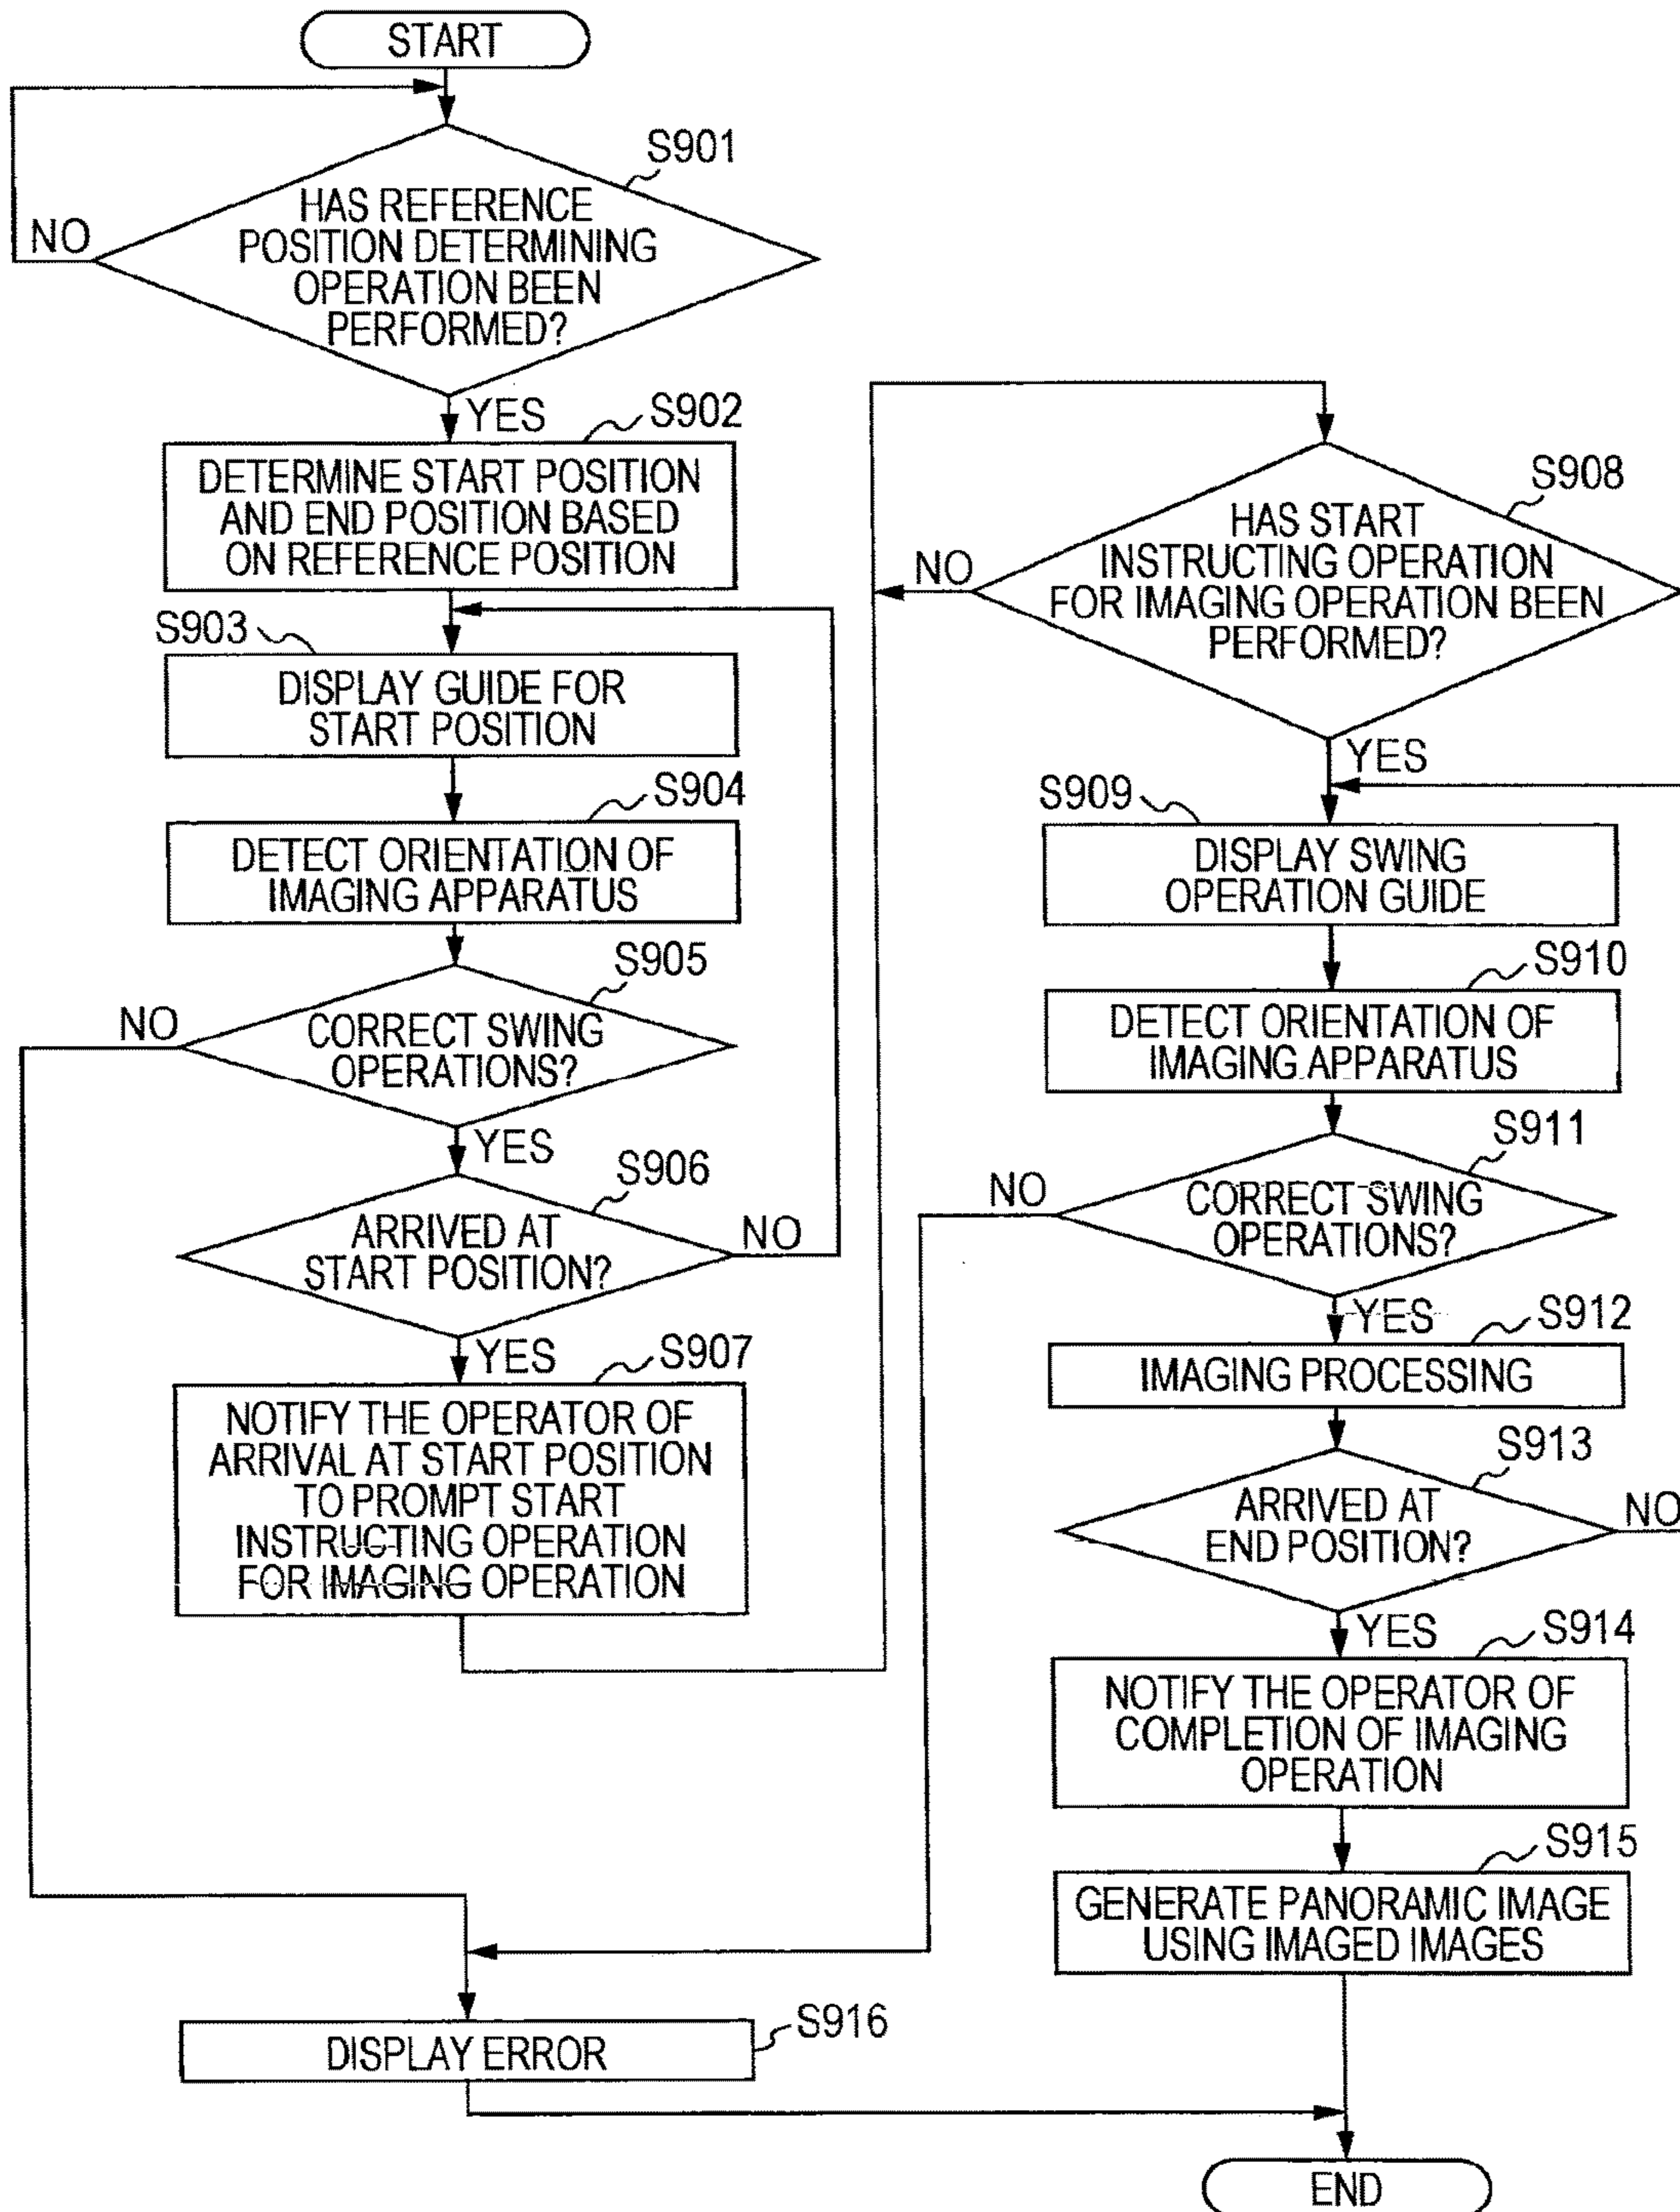 START
S901
HAS REFERENCE
POSITION DETERMINING
OPERATION BEEN
PERFORMED?
NO
YES
S902
DETERMINE START POSITION
AND END POSITION BASED
ON REFERENCE POSITION
S903
DISPLAY GUIDE FOR
START POSITION
S904
DETECT ORIENTATION OF
IMAGING APPARATUS
S905
NO
CORRECT SWING
OPERATIONS?
YES
S906
ARRIVED AT
START POSITION?
NO
YES
S907
NOTIFY THE OPERATOR OF
ARRIVAL AT START POSITION
TO PROMPT START
INSTRUCTING OPERATION
FOR IMAGING OPERATION
S908
HAS START
INSTRUCTING OPERATION
FOR IMAGING OPERATION BEEN
PERFORMED?
NO
YES
S909
DISPLAY SWING
OPERATION GUIDE
S910
DETECT ORIENTATION OF
IMAGING APPARATUS
S911
NO
CORRECT SWING
OPERATIONS?
YES
S912
IMAGING PROCESSING
S913
ARRIVED AT
END POSITION?
NO
YES
S914
NOTIFY THE OPERATOR OF
COMPLETION OF IMAGING
OPERATION
S915
GENERATE PANORAMIC IMAGE
USING IMAGED IMAGES
S916
DISPLAY ERROR
END